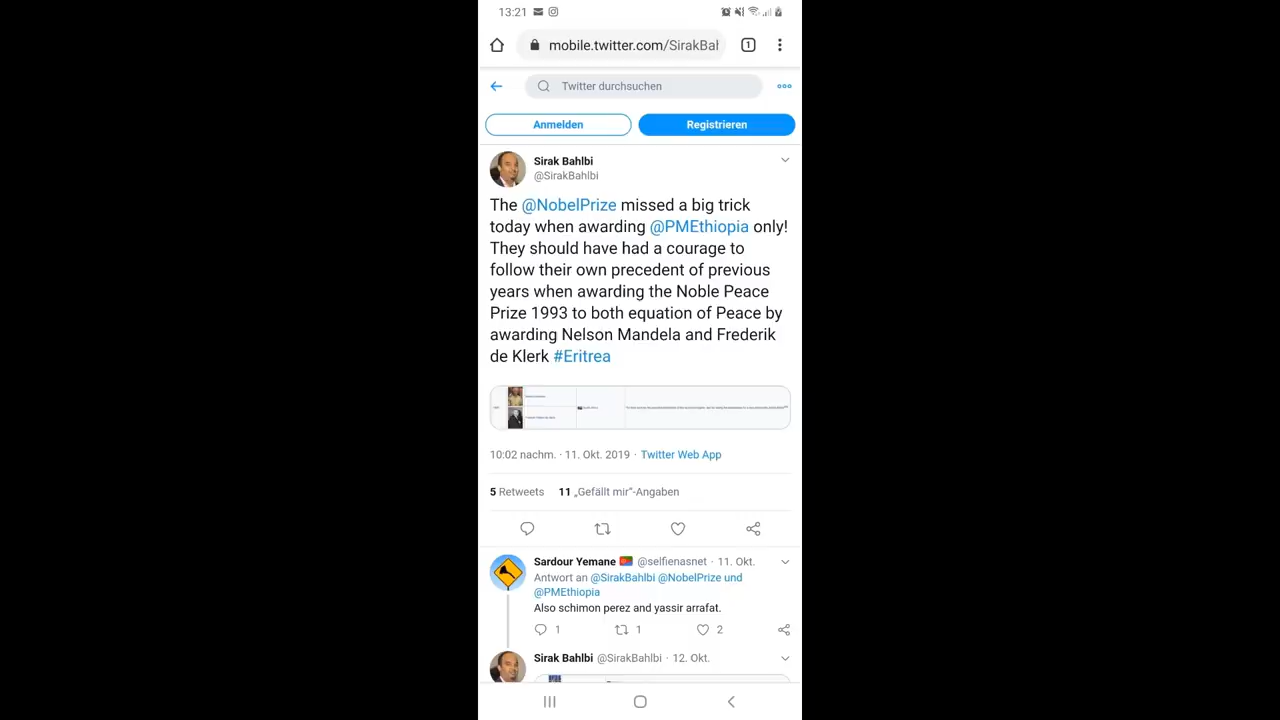 13:21
1
mobile.twitter.com/SirakBah
Twitter durchsuchen
Anmelden
Registrieren
Sirak Bahlbi
@SirakBahlbi
The @NobelPrize missed a big trick
today when awarding @PMEthiopia only!
They should have had a courage to
follow their own precedent of previous
years when awarding the Noble Peace
Prize 1993 to both equation of Peace by
awarding Nelson Mandela and Frederik
de Klerk #Eritrea
10:02 nachm. · 11. Okt. 2019 · Twitter Web App
5 Retweets 11 „Gefällt mir“-Angaben
Sardour Yemane @selfienasnet · 11. Okt.
Antwort an @SirakBahlbi @NobelPrize und
@PMEthiopia
Also schimon perez and yassir arrafat.
1 1 2
Sirak Bahlbi @SirakBahlbi · 12. Okt.